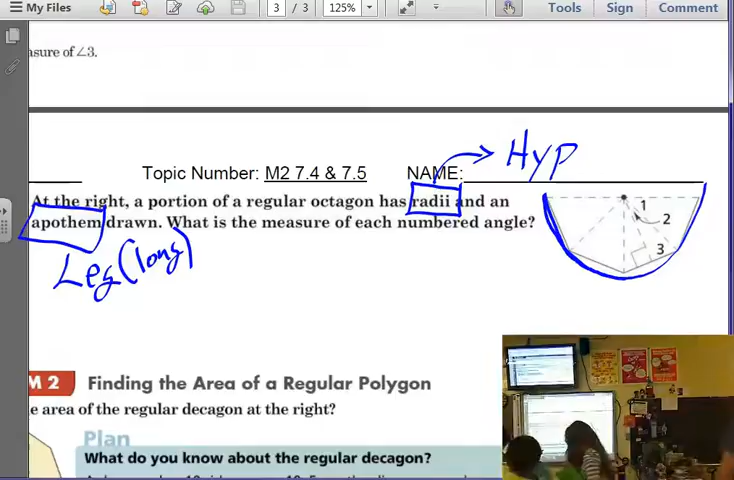 My Files
3 / 3
125%
Tools
Sign
Comment
asure of ∠3.
Hyp
Topic Number: M2 7.4 & 7.5 NAME:
At the right, a portion of a regular octagon has radii and an
apothem drawn. What is the measure of each numbered angle?
1
2
3
Leg (long)
M 2 Finding the Area of a Regular Polygon
e area of the regular decagon at the right?
Plan
What do you know about the regular decagon?